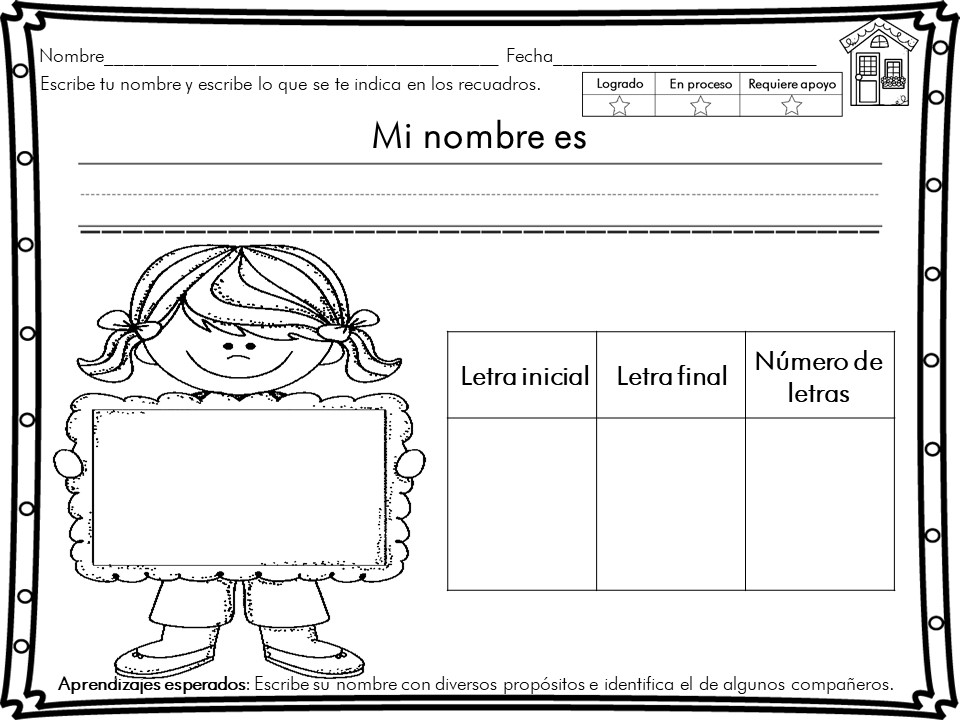 Nombre________________________________________ Fecha___________________________
Escribe tu nombre y escribe lo que se te indica en los recuadros.
Logrado En proceso Requiere apoyo
Mi nombre es
Letra inicial Letra final Número de letras
Aprendizajes esperados: Escribe su nombre con diversos propósitos e identifica el de algunos compañeros.